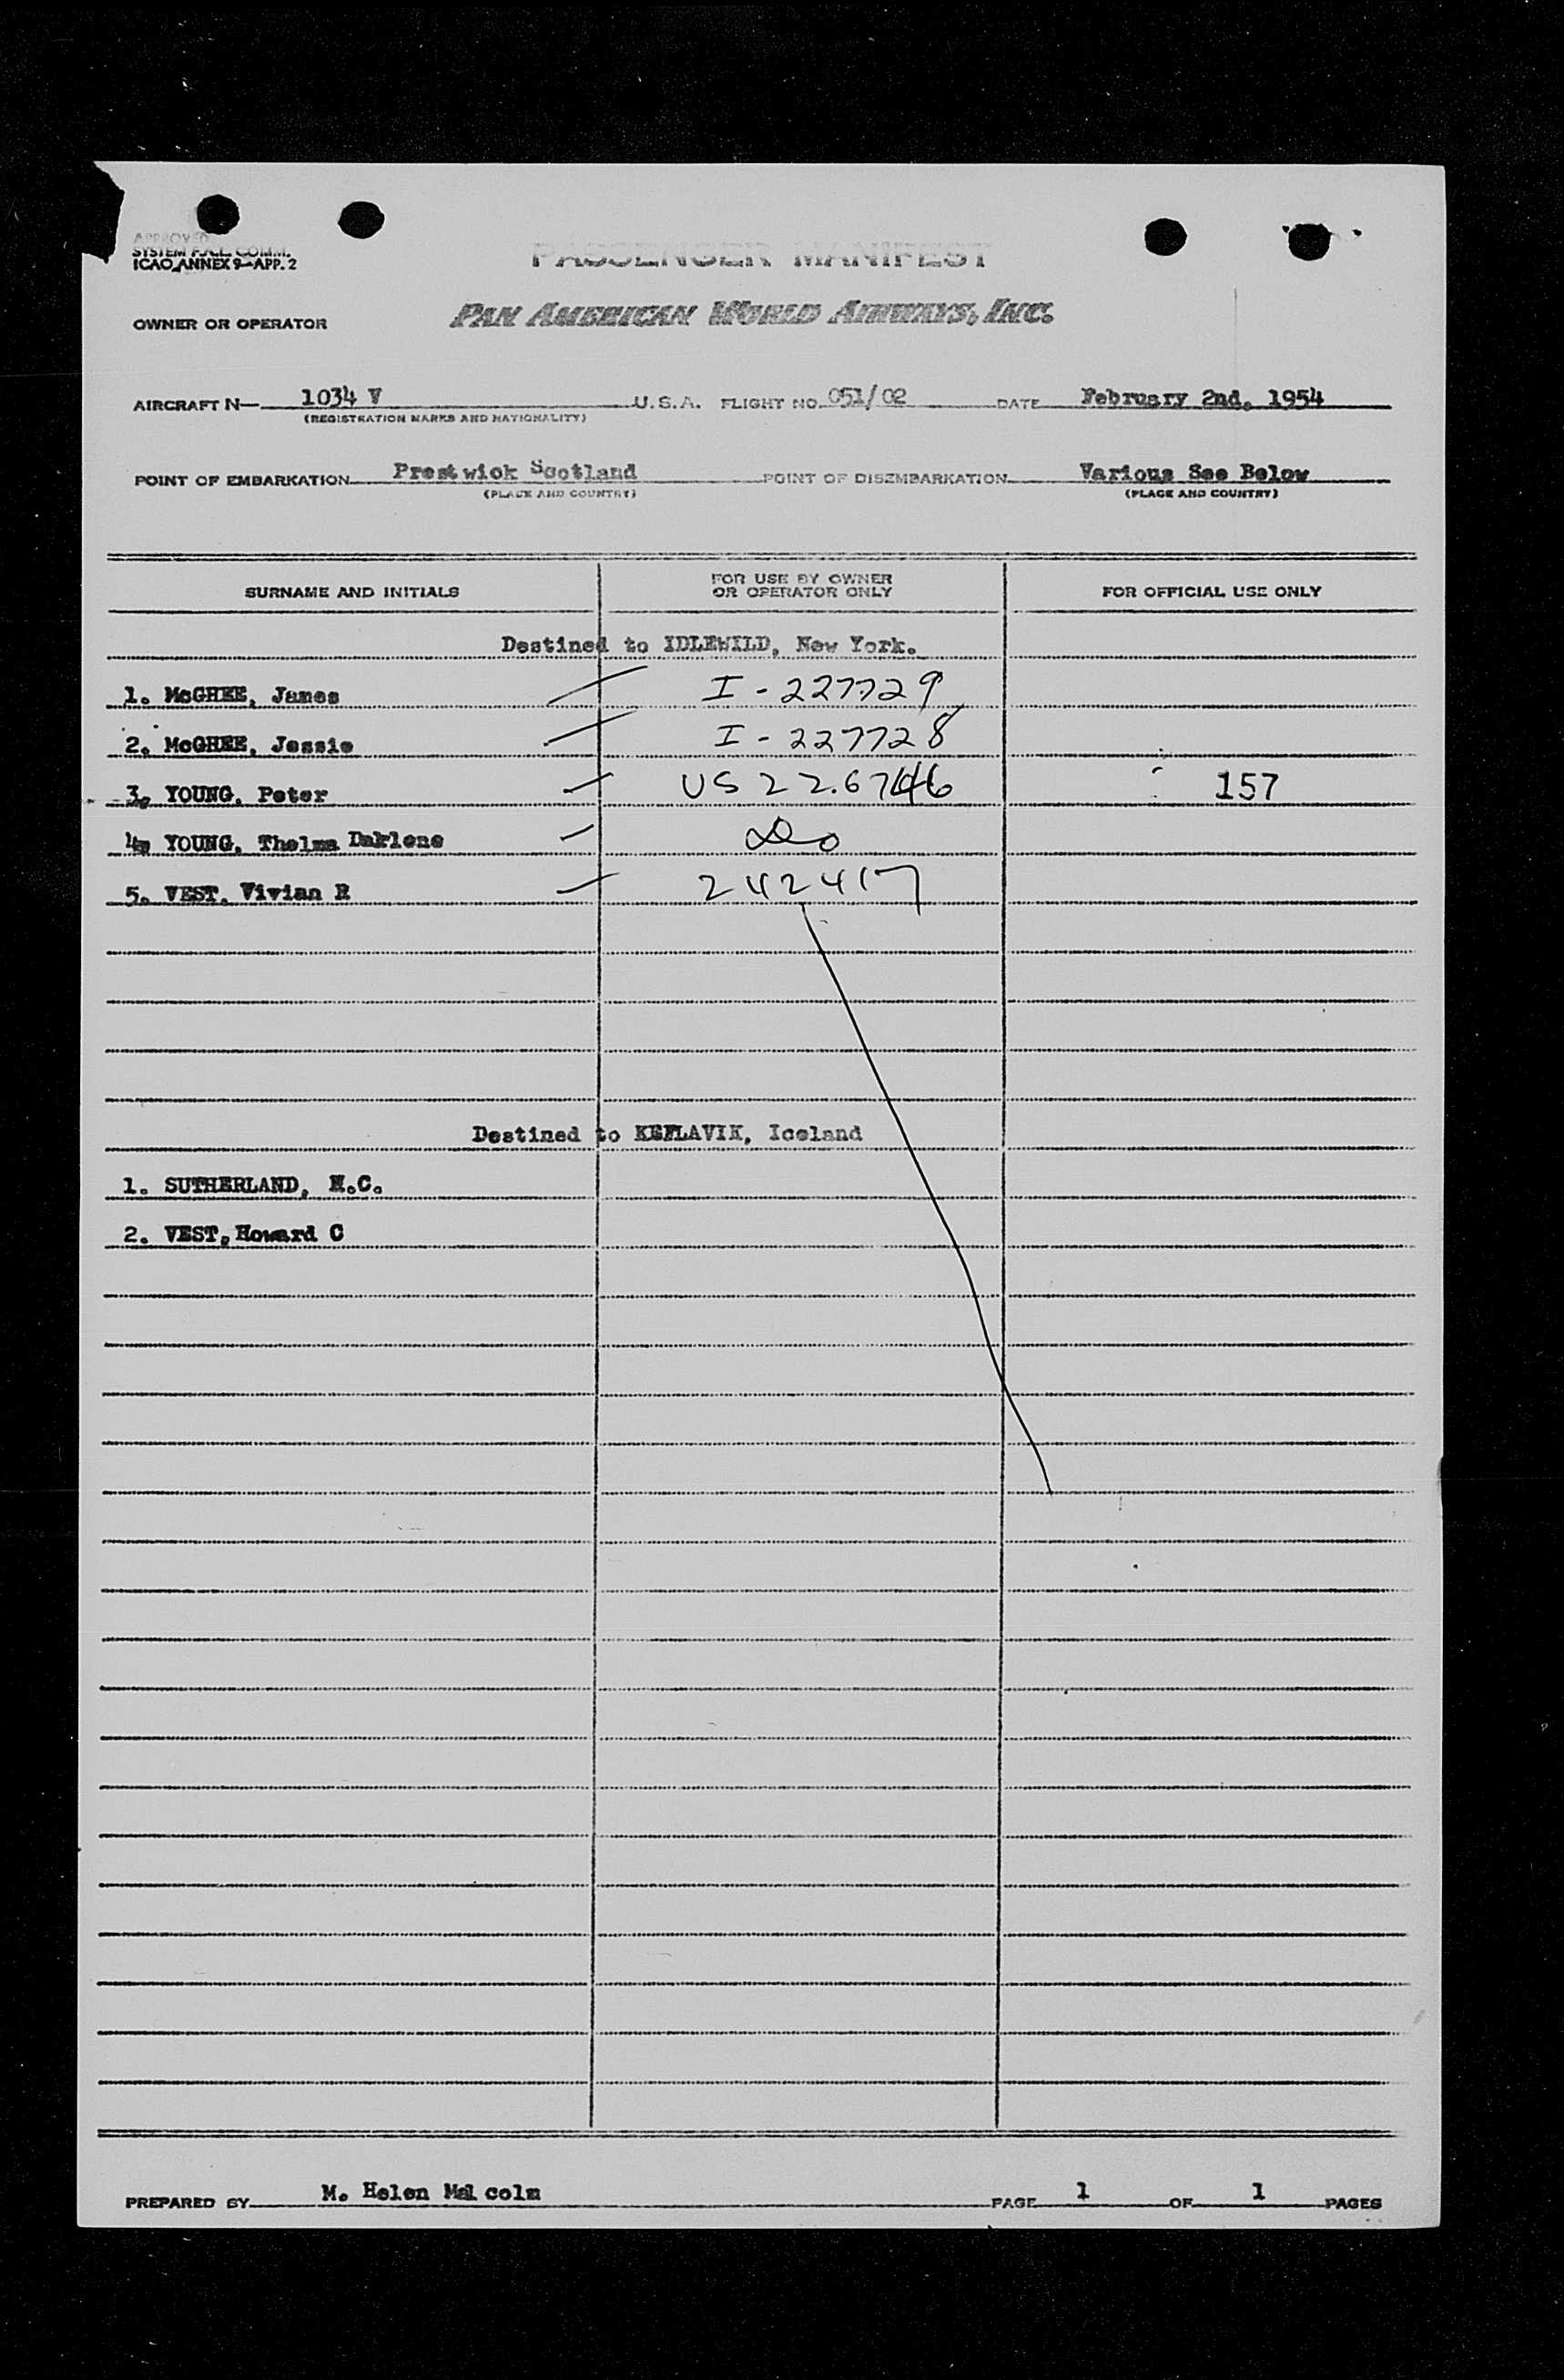 APPROVED
SYSTEM F.A.L. COMM.
ICAO ANNEX 9—APP. 2
PASSENGER MANIFEST
OWNER OR OPERATOR PAN AMERICAN WORLD AIRWAYS, INC.
AIRCRAFT N— 1034 V U.S.A. FLIGHT NO. 051/02 DATE February 2nd, 1954
(REGISTRATION MARKS AND NATIONALITY)
POINT OF EMBARKATION Prestwick Scotland POINT OF DISEMBARKATION Various See Below
(PLACE AND COUNTRY) (PLACE AND COUNTRY)
SURNAME AND INITIALS FOR USE BY OWNER OR OPERATOR ONLY FOR OFFICIAL USE ONLY
Destined to IDLEWILD, New York.
1. McGHEE, James I - 227729
2. McGHEE, Jessie I - 227728
3. YOUNG. Peter US 157
4. YOUNG, Thelma Darlene Do
5. VEST. Vivian R 242417
Destined to KEFLAVIK, Iceland
1. SUTHERLAND, N.C.
2. VEST, Howard C
PREPARED BY M. Helen Malcolm PAGE 1 OF 1 PAGES